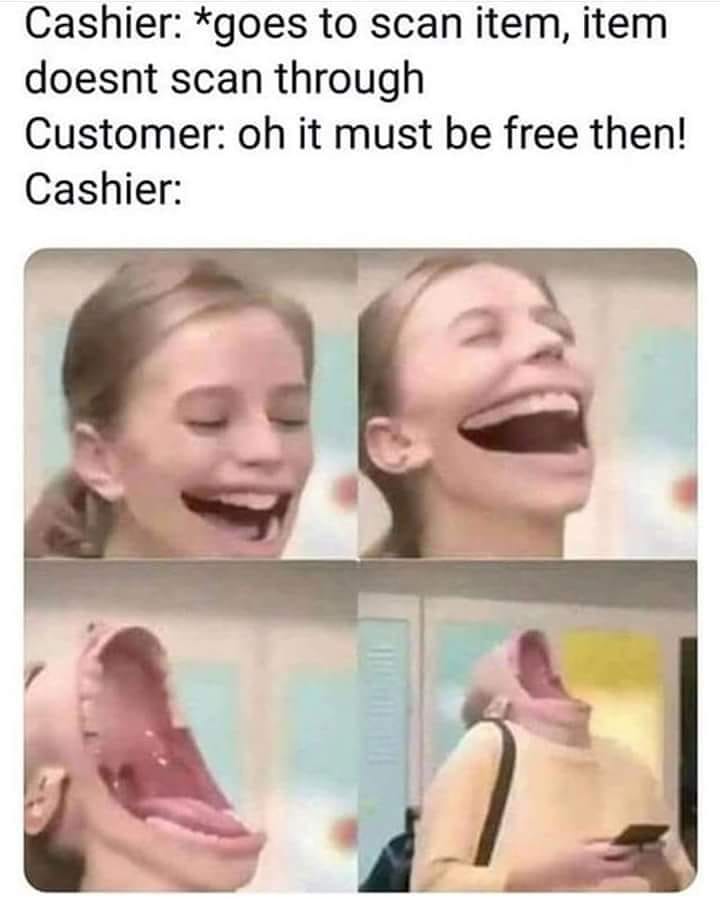 Cashier: *goes to scan item, item
doesnt scan through
Customer: oh it must be free then!
Cashier: